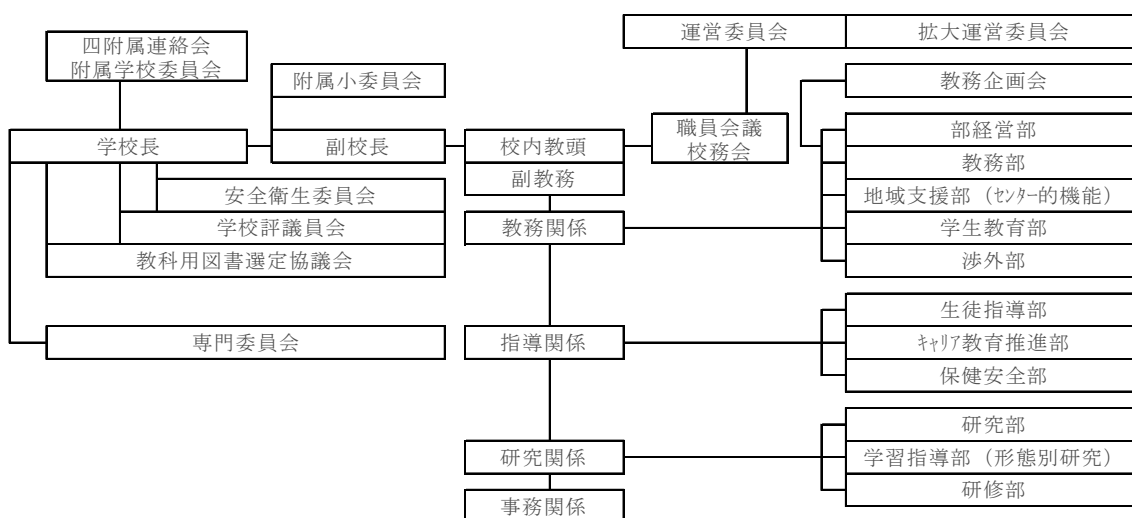 運営委員会
拡大運営委員会
四附属連絡会
附属学校委員会
附属小委員会
教務企画会
学校長
副校長
校内教頭
職員会議
校務会
部経営部
副教務
教務部
安全衛生委員会
地域支援部（ｾﾝﾀｰ的機能）
学校評議員会
教務関係
学生教育部
教科用図書選定協議会
渉外部
生徒指導部
専門委員会
指導関係
ｷｬﾘｱ教育推進部
保健安全部
研究部
研究関係
学習指導部（形態別研究）
研修部
事務関係